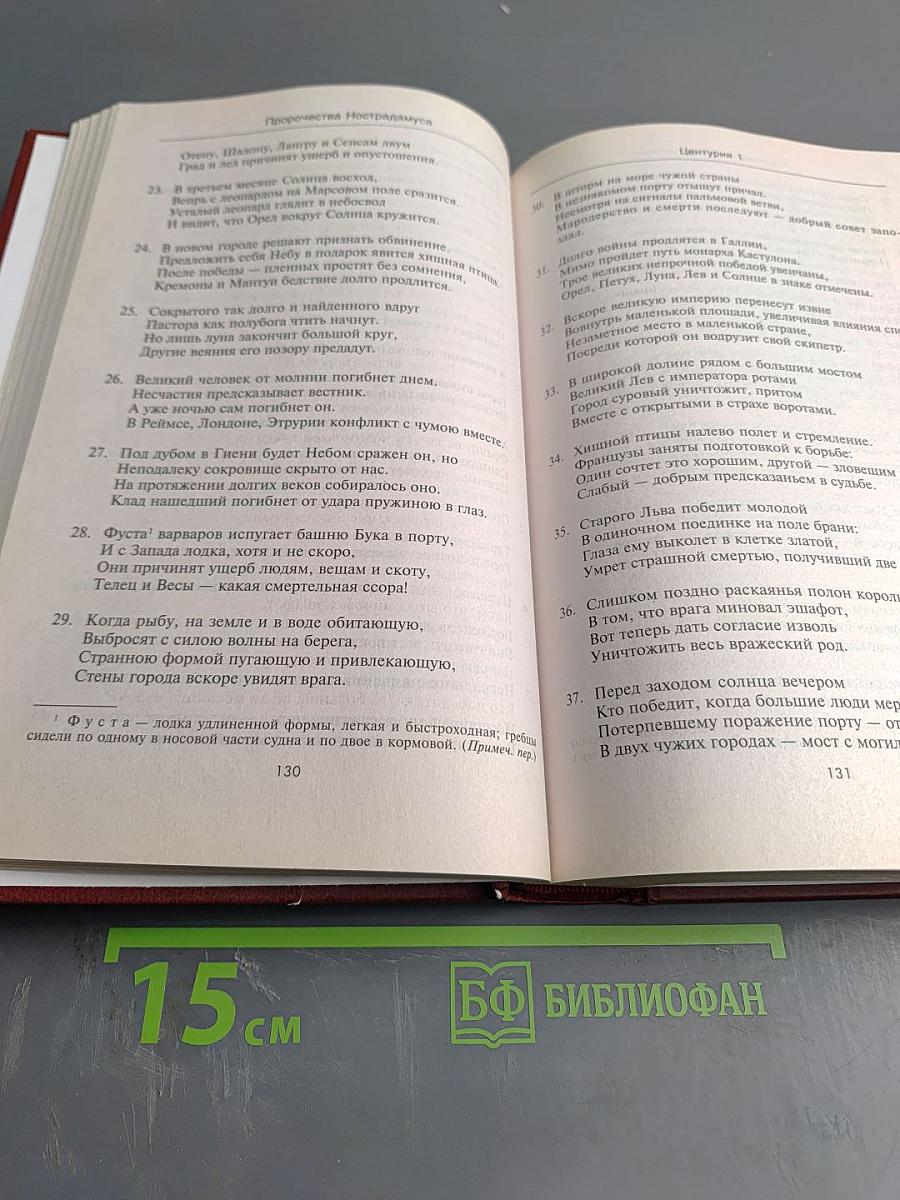 Пророчества Нострадамуса
Отену, Шалону, Лангру и Сенсам двум
Град и лед причинят ущерб и опустошения.
23. В третьем месяце Солнца восход,
Вепрь с леопардом на Марсовом поле сразится.
Усталый леопард глядит в небосвод
И видит, что Орел вокруг Солнца кружится.
24. В новом городе решают признать обвинение.
Предложить себя Небу в подарок явится хищная птица.
После победы — пленных простят без сомнения,
Кремоны и Мантуи бедствие долго продлится.
25. Сокрытого так долго и найденного вдруг
Пастора как полубога чтить начнут.
Но лишь луна закончит большой круг,
Другие веяния его позору предадут.
26. Великий человек от молнии погибнет днем.
Несчастия предсказывает вестник.
А уже ночью сам погибнет он.
В Реймсе, Лондоне, Этрурии конфликт с чумою вместе.
27. Под дубом в Гиени будет Небом сражен он, но
Неподалеку сокровище скрыто от нас.
На протяжении долгих веков собиралось оно.
Клад нашедший погибнет от удара пружиною в глаз.
28. Фуста¹ варваров испугает башню Бука в порту,
И с Запада лодка, хотя и не скоро,
Они причинят ущерб людям, вещам и скоту,
Телец и Весы — какая смертельная ссора!
29. Когда рыбу, на земле и в воде обитающую,
Выбросят с силою волны на берега,
Странною формой пугающую и привлекающую,
Стены города вскоре увидят врага.
¹ Фуста — лодка удлиненной формы, легкая и быстроходная; гребцы
сидели по одному в носовой части судна и по двое в кормовой. (Примеч. пер.)
130
Центурия 1
30. В шторм на море чужой страны
В незнакомом порту отыщут причал.
Несмотря на сигналы пальмовой ветви,
Мародерство и смерти последуют — добрый совет запо-
здал.
31. Долго войны продлятся в Галлии,
Мимо пройдет путь монарха Кастулона.
Трое великих непрочной победой увенчаны,
Орел, Петух, Луна, Лев и Солнце в знаке отмечены.
32. Вскоре великую империю перенесут извне
Вовнутрь маленькой площади, увеличивая влияния
Незаметное место в маленькой стране,
Посреди которой он водрузит свой скипетр.
33. В широкой долине рядом с большим мостом
Великий Лев с императора ротами
Город суровый уничтожит, притом
Вместе с открытыми в страхе воротами.
34. Хищной птицы налево полет и стремление.
Французы заняты подготовкой к борьбе:
Один сочтет это хорошим, другой — зловещим
Слабый — добрым предсказаньем в судьбе.
35. Старого Льва победит молодой
В одиночном поединке на поле брани:
Глаза ему выколет в клетке златой,
Умрет страшной смертью, получивший две
36. Слишком поздно раскаянья полон король
В том, что врага миновал эшафот,
Вот теперь дать согласие изволь
Уничтожить весь вражеский род.
37. Перед заходом солнца вечером
Кто победит, когда большие люди мер
Потерпевшему поражение порту — от
В двух чужих городах — мост с могил
131
15 см
БФ БИБЛИОФАН